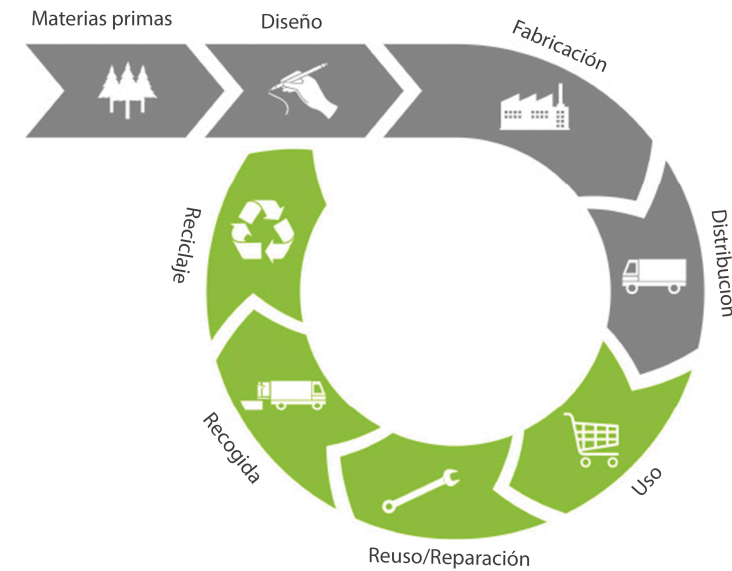 Materias primas
Diseño
Fabricación
Distribucion
Uso
Reuso/Reparación
Recogida
Reciclaje